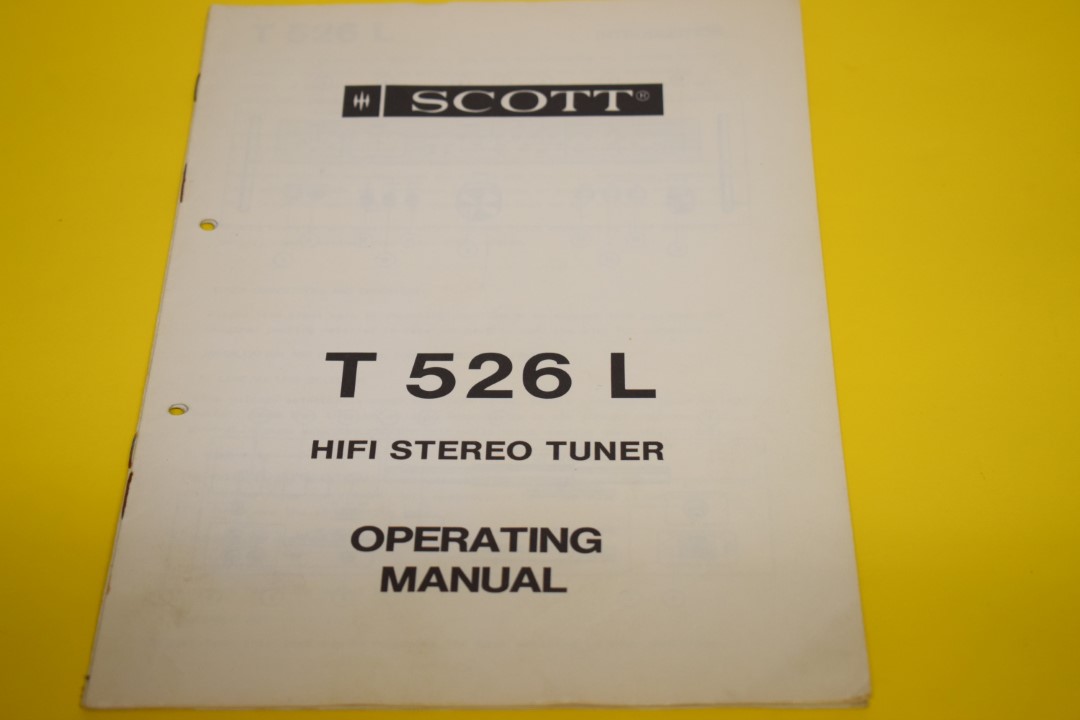 SCOTT®
T 526 L
HIFI STEREO TUNER
OPERATING
MANUAL